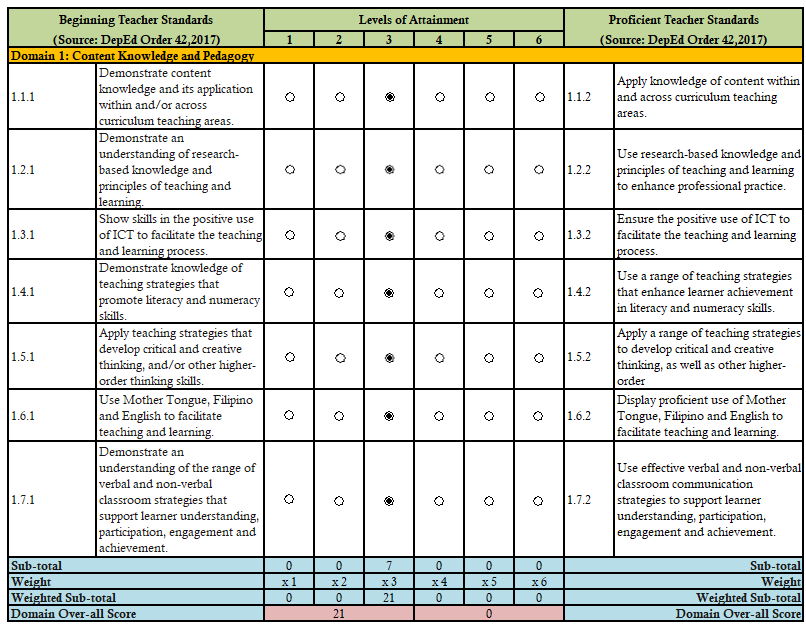 Beginning Teacher Standards
(Source: DepEd Order 42,2017)
Levels of Attainment
1 2 3 4 5 6
Proficient Teacher Standards
(Source: DepEd Order 42,2017)
Domain 1: Content Knowledge and Pedagogy
1.1.1
Demonstrate content
knowledge and its application
within and/or across
curriculum teaching areas.
1.1.2
Apply knowledge of content within
and across curriculum teaching
areas.
1.2.1
Demonstrate an
understanding of research-
based knowledge and
principles of teaching and
learning.
1.2.2
Use research-based knowledge and
principles of teaching and learning
to enhance professional practice.
1.3.1
Show skills in the positive use
of ICT to facilitate the teaching
and learning process.
1.3.2
Ensure the positive use of ICT to
facilitate the teaching and learning
process.
1.4.1
Demonstrate knowledge of
teaching strategies that
promote literacy and numeracy
skills.
1.4.2
Use a range of teaching strategies
that enhance learner achievement
in literacy and numeracy skills.
1.5.1
Apply teaching strategies that
develop critical and creative
thinking, and/or other higher-
order thinking skills.
1.5.2
Apply a range of teaching strategies
to develop critical and creative
thinking, as well as other higher-
order
1.6.1
Use Mother Tongue, Filipino
and English to facilitate
teaching and learning.
1.6.2
Display proficient use of Mother
Tongue, Filipino and English to
facilitate teaching and learning.
1.7.1
Demonstrate an
understanding of the range of
verbal and non-verbal
classroom strategies that
support learner understanding,
participation, engagement and
achievement.
1.7.2
Use effective verbal and non-verbal
classroom communication
strategies to support learner
understanding, participation,
engagement and achievement.
Sub-total 0 0 7 0 0 0 Sub-total
Weight x 1 x 2 x 3 x 4 x 5 x 6 Weight
Weighted Sub-total 0 0 21 0 0 0 Weighted Sub-total
Domain Over-all Score 21 0 Domain Over-all Score